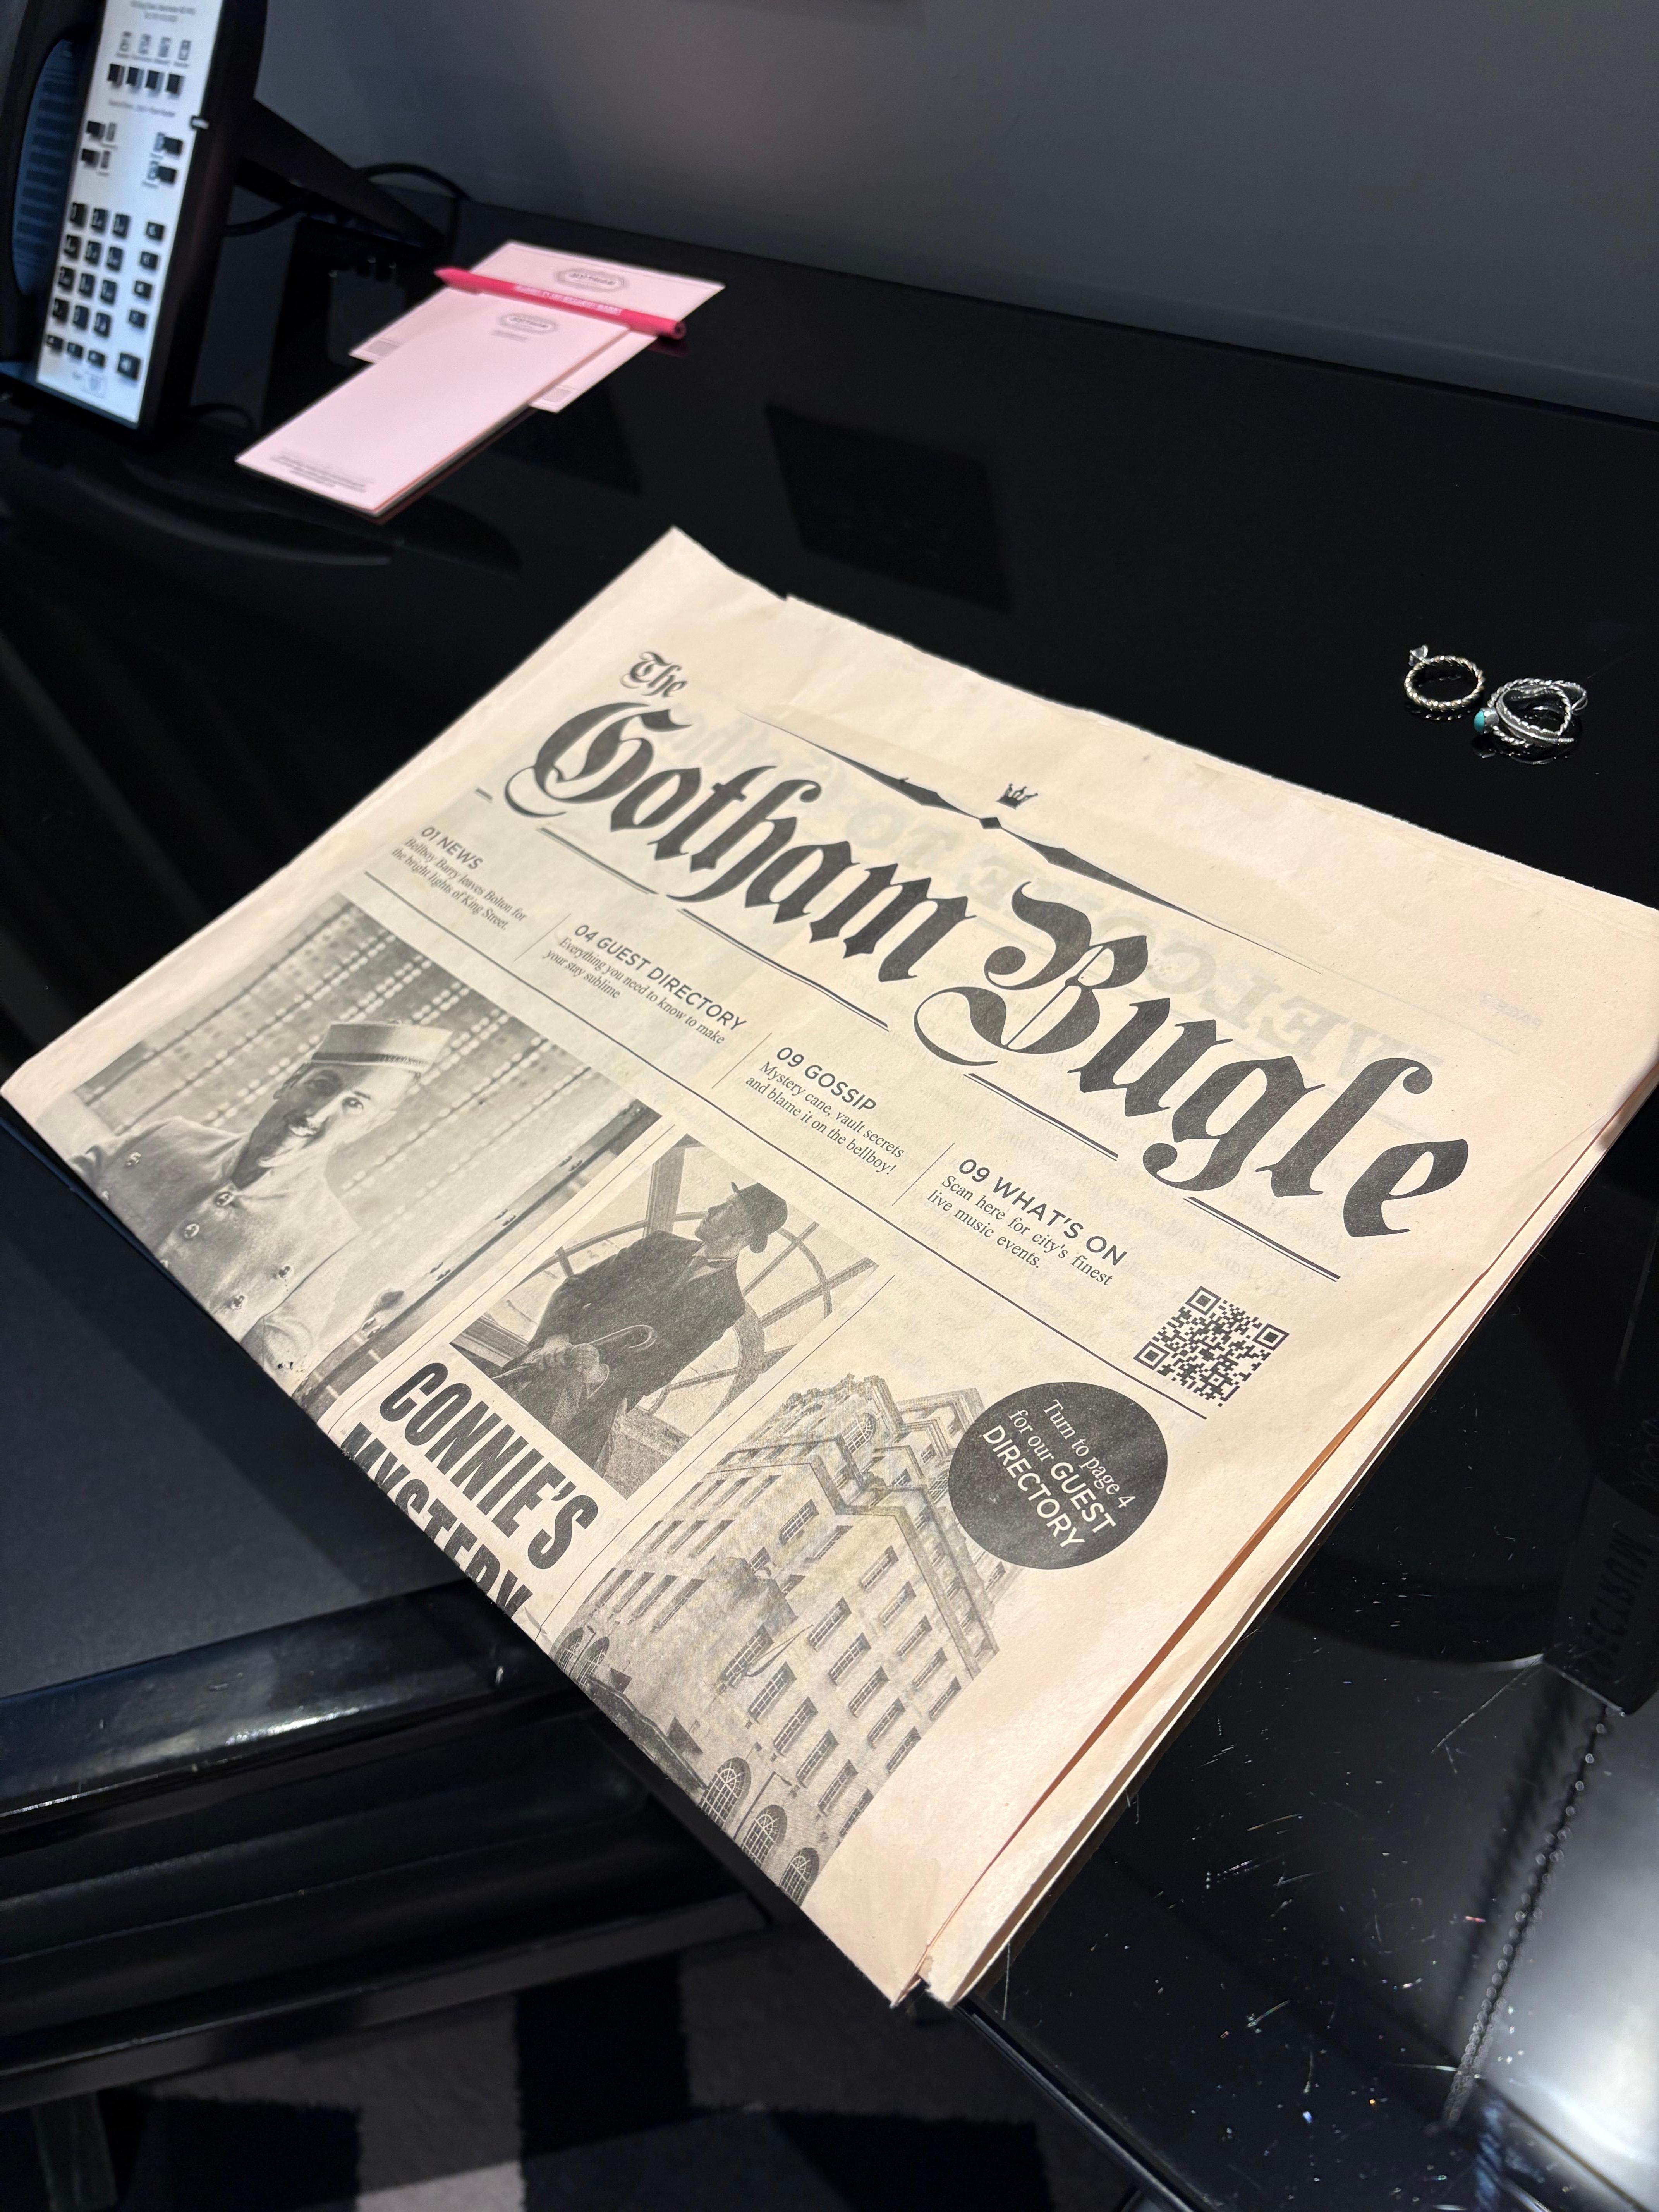 The
Gotham Bugle
01 NEWS
Bellboy Barry leaves Bolton for
the bright lights of King Street.
04 GUEST DIRECTORY
Everything you need to know to make
your stay sublime
09 GOSSIP
Mystery cane, vault secrets
and blame it on the bellboy!
09 WHAT'S ON
Scan here for city's finest
live music events.
CONNIE'S
MYSTERY
Turn to page 4
for our GUEST
DIRECTORY